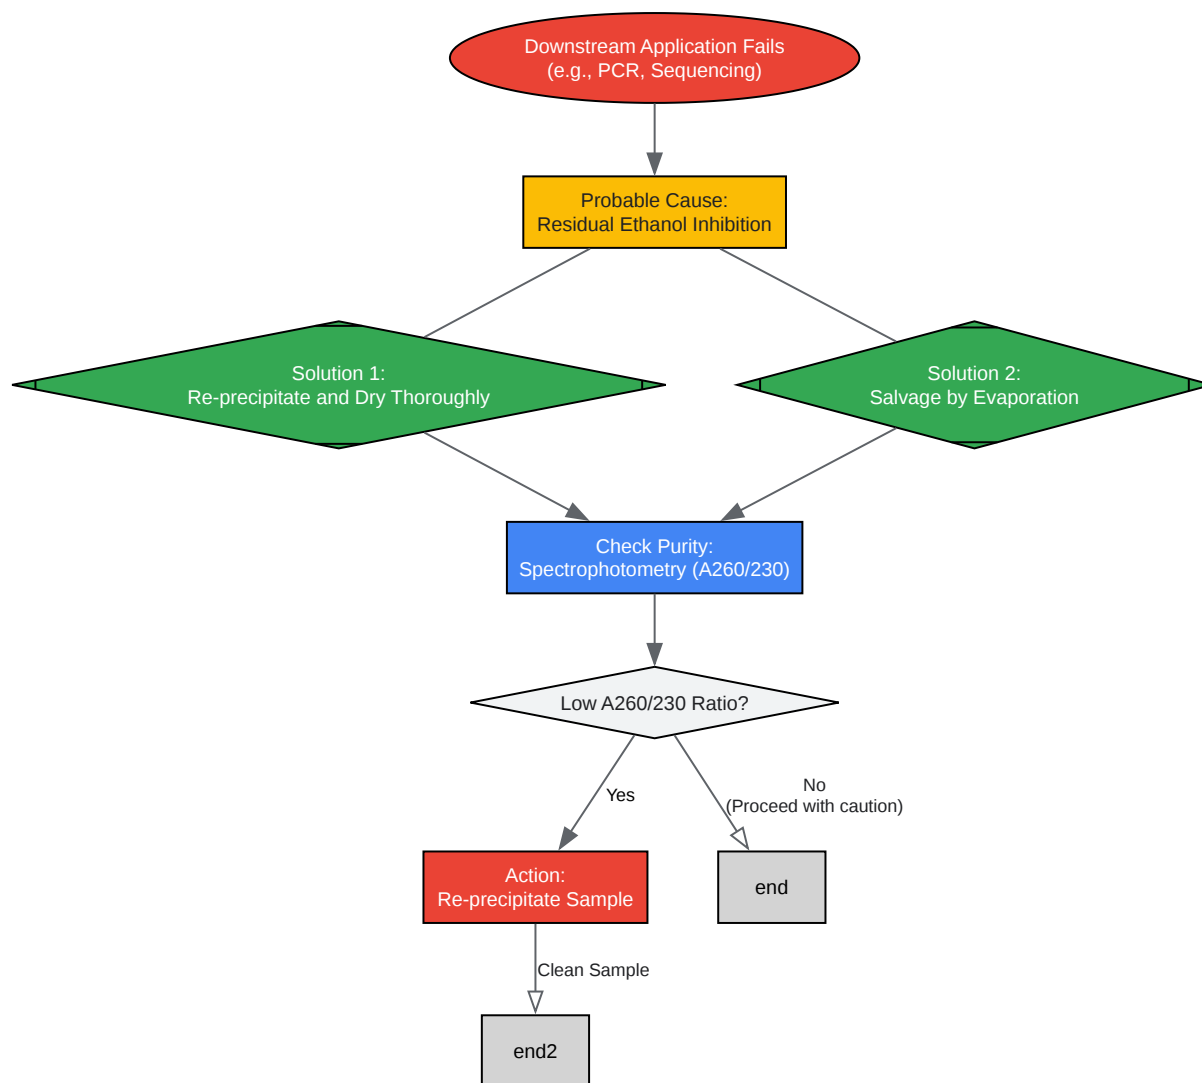 Downstream Application Fails
(e.g., PCR, Sequencing)
Probable Cause:
Residual Ethanol Inhibition
Solution 1:
Re-precipitate and Dry Thoroughly
Solution 2:
Salvage by Evaporation
Check Purity:
Spectrophotometry (A260/230)
Low A260/230 Ratio?
Yes
No
(Proceed with caution)
Action:
Re-precipitate Sample
end
Clean Sample
end2